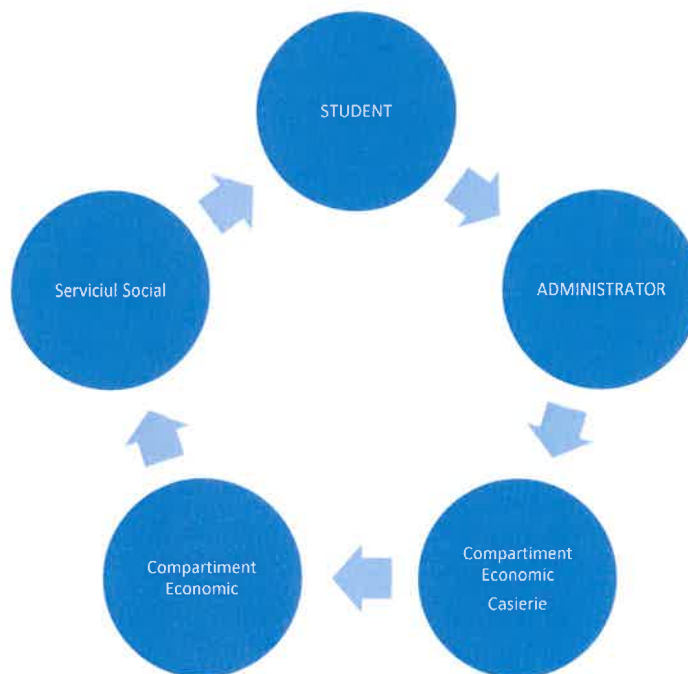 STUDENT
ADMINISTRATOR
Compartiment
Economic
Casierie
Compartiment
Economic
Serviciul Social